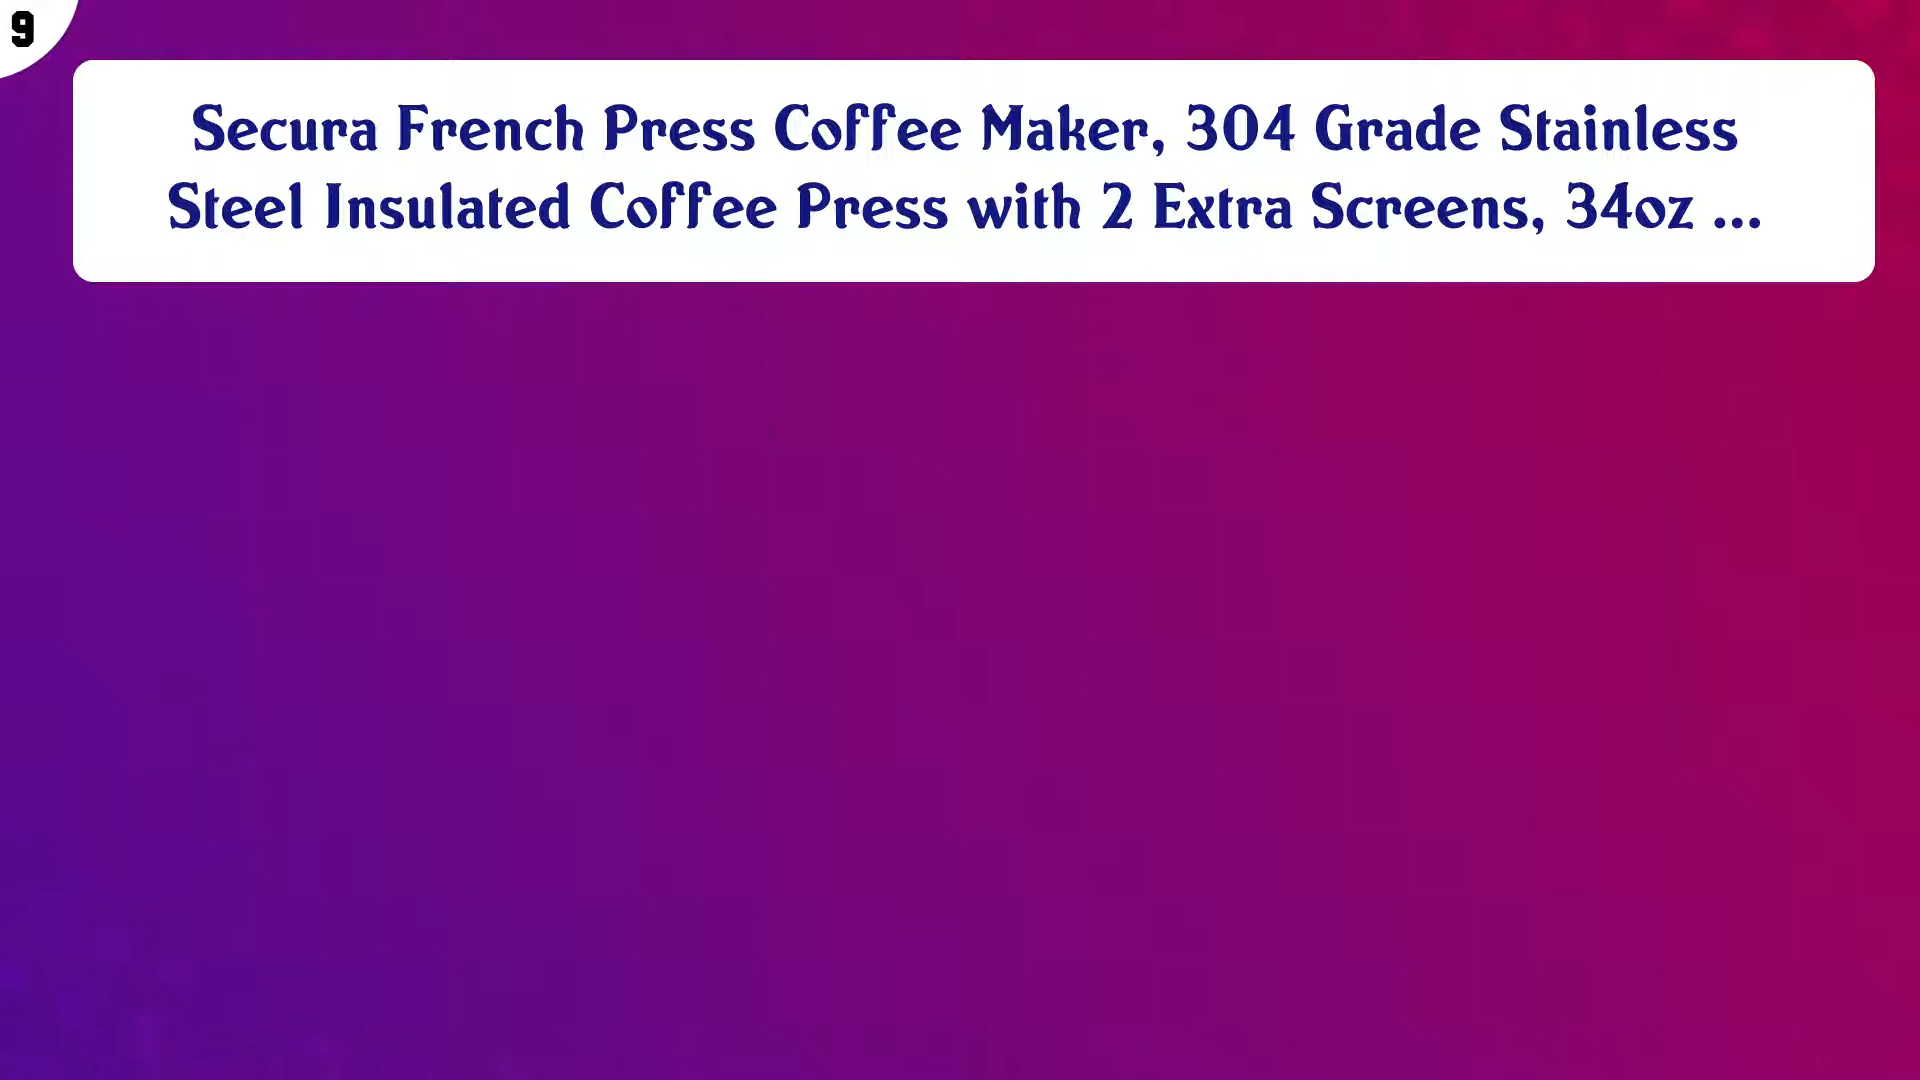 9
Secura French Press Coffee Maker, 304 Grade Stainless
Steel Insulated Coffee Press with 2 Extra Screens, 34oz ...